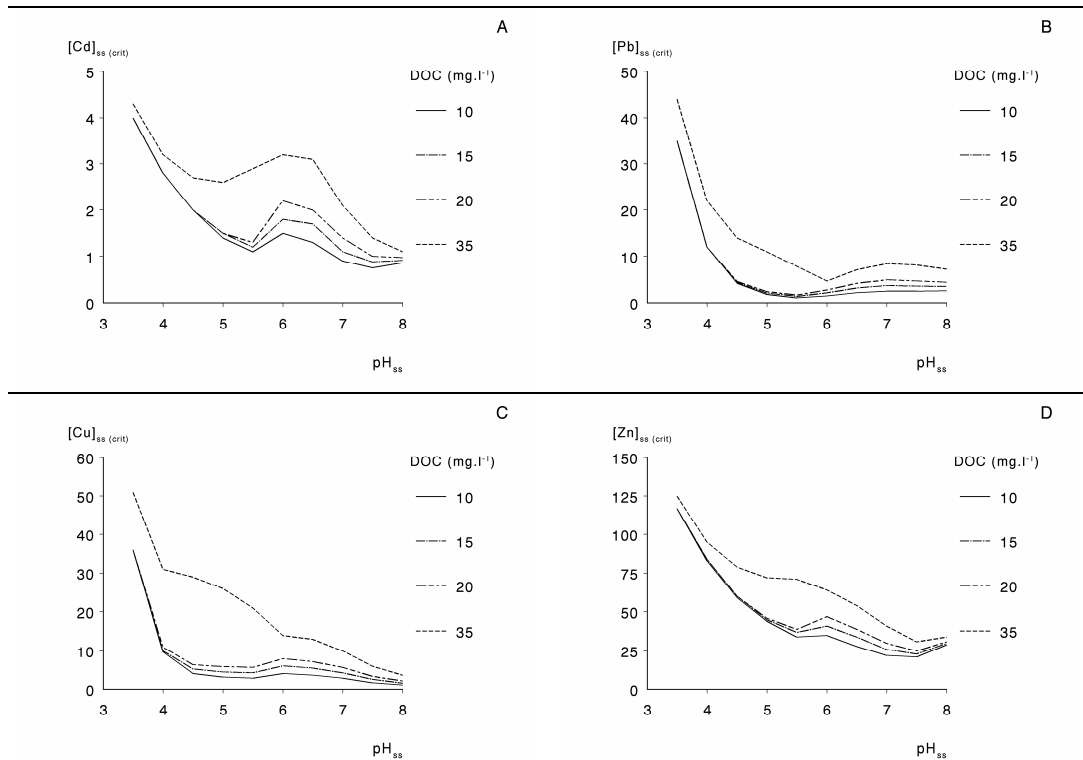 A
[Cd]ss (crit)
DOC (mg.l-1)
5
4
3
2
1
0
3 4 5 6 7 8
pHss
10
15
20
35
B
[Pb]ss (crit)
DOC (mg.l-1)
50
40
30
20
10
0
3 4 5 6 7 8
pHss
10
15
20
35
C
[Cu]ss (crit)
DOC (mg.l-1)
60
50
40
30
20
10
0
3 4 5 6 7 8
pHss
10
15
20
35
D
[Zn]ss (crit)
DOC (mg.l-1)
150
125
100
75
50
25
0
3 4 5 6 7 8
pHss
10
15
20
35